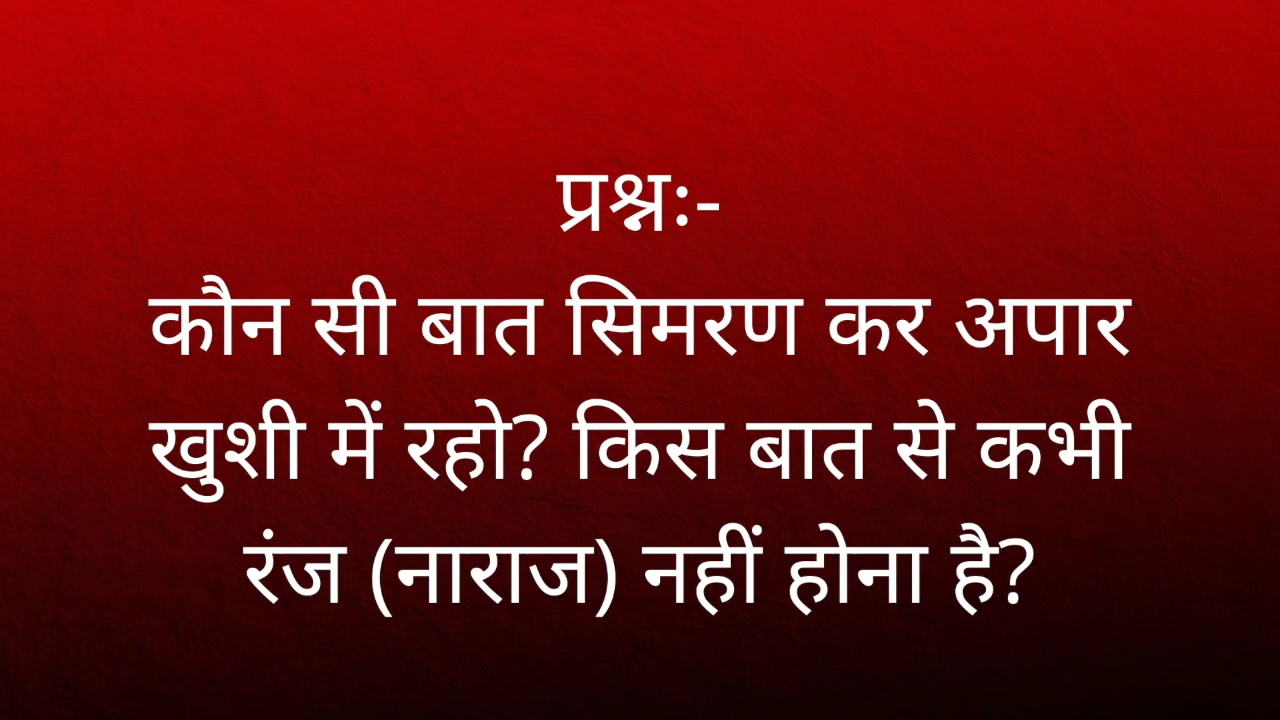 प्रश्नः-
कौन सी बात सिमरण कर अपार
खुशी में रहो? किस बात से कभी
रंज (नाराज) नहीं होना है?